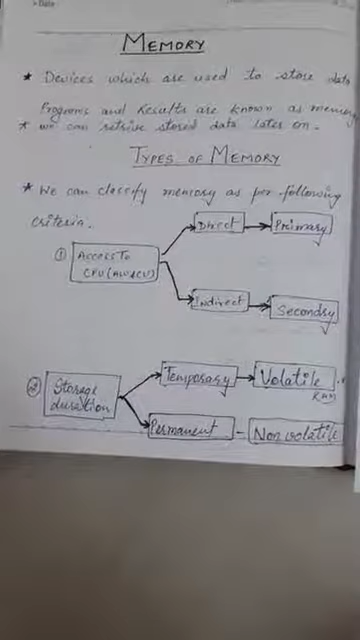 Date
MEMORY
* Devices which are used to store data
Programs and Results are known as memory
* we can retrive stored data later on.
TYPES OF MEMORY
* We can classify memory as per following
criteria.
Direct → Primary
① Access To
CPU (ALU & CU)
Indirect → Secondry
Temporary → Volatile
RAM
② Storage
duration
Permanent - Non volatile